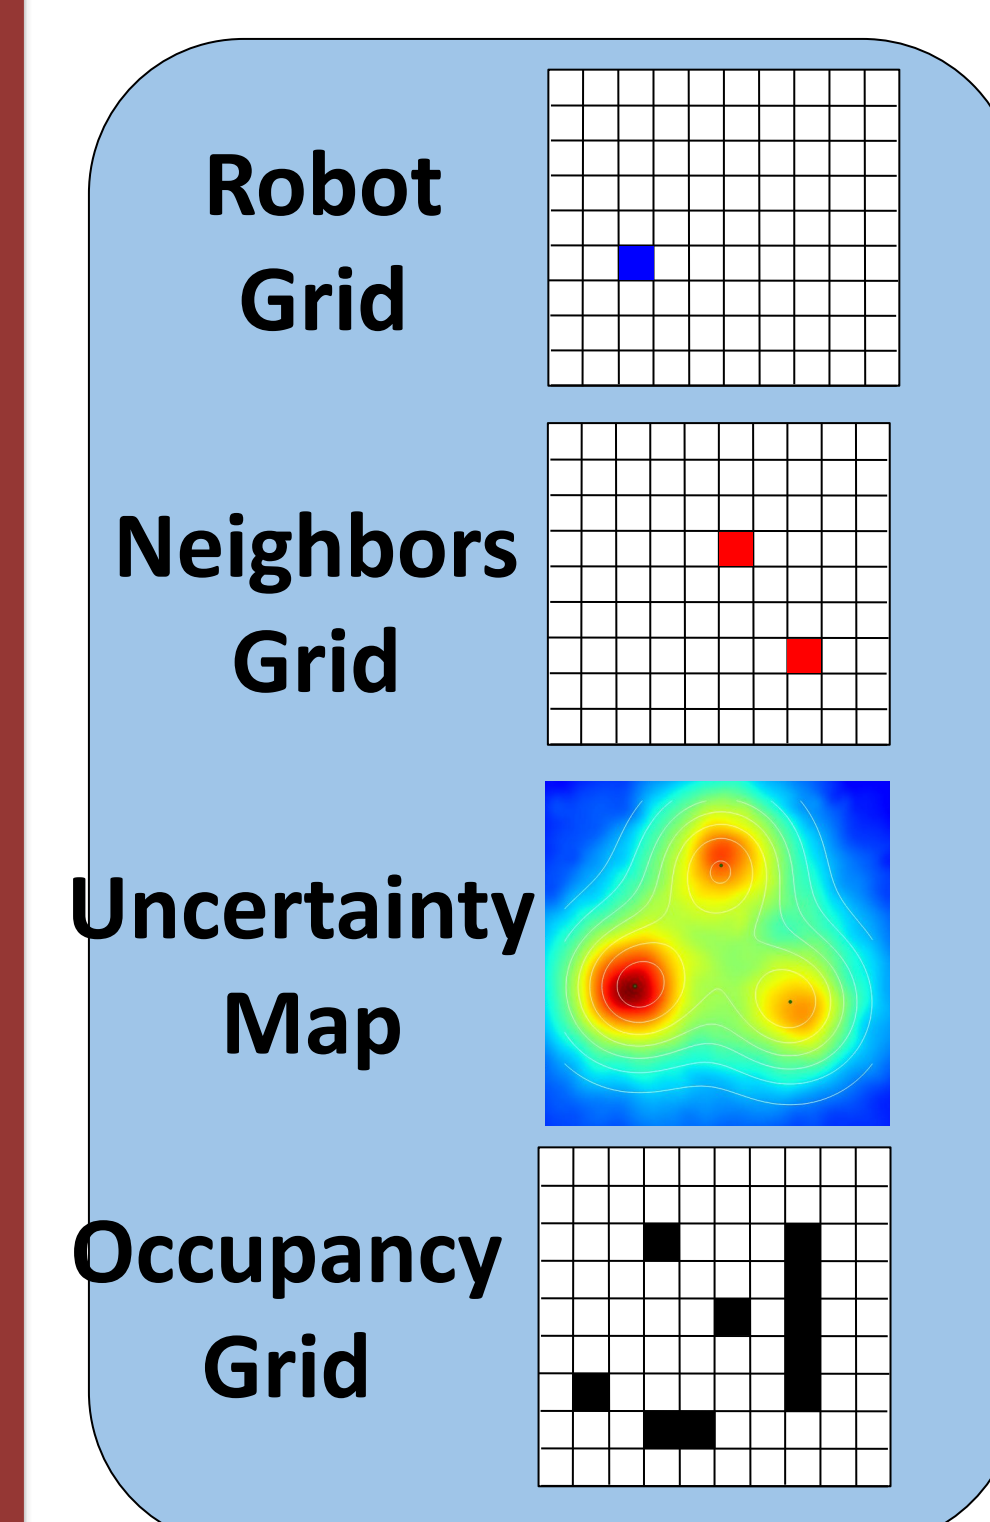 Robot
Grid
Neighbors
Grid
Uncertainty
Map
Occupancy
Grid